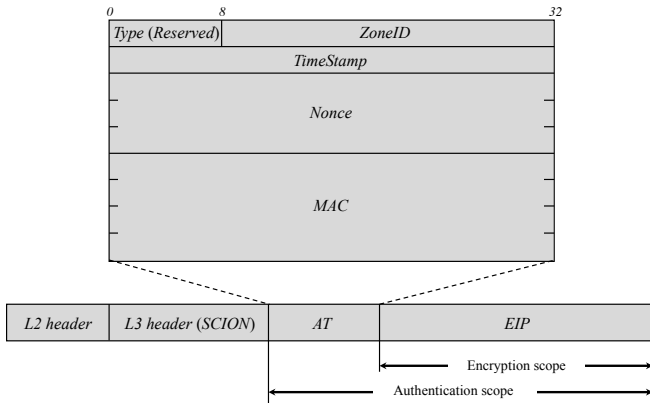 0 8 32
Type (Reserved) ZoneID
TimeStamp
Nonce
MAC
L2 header L3 header (SCION) AT EIP
Encryption scope
Authentication scope